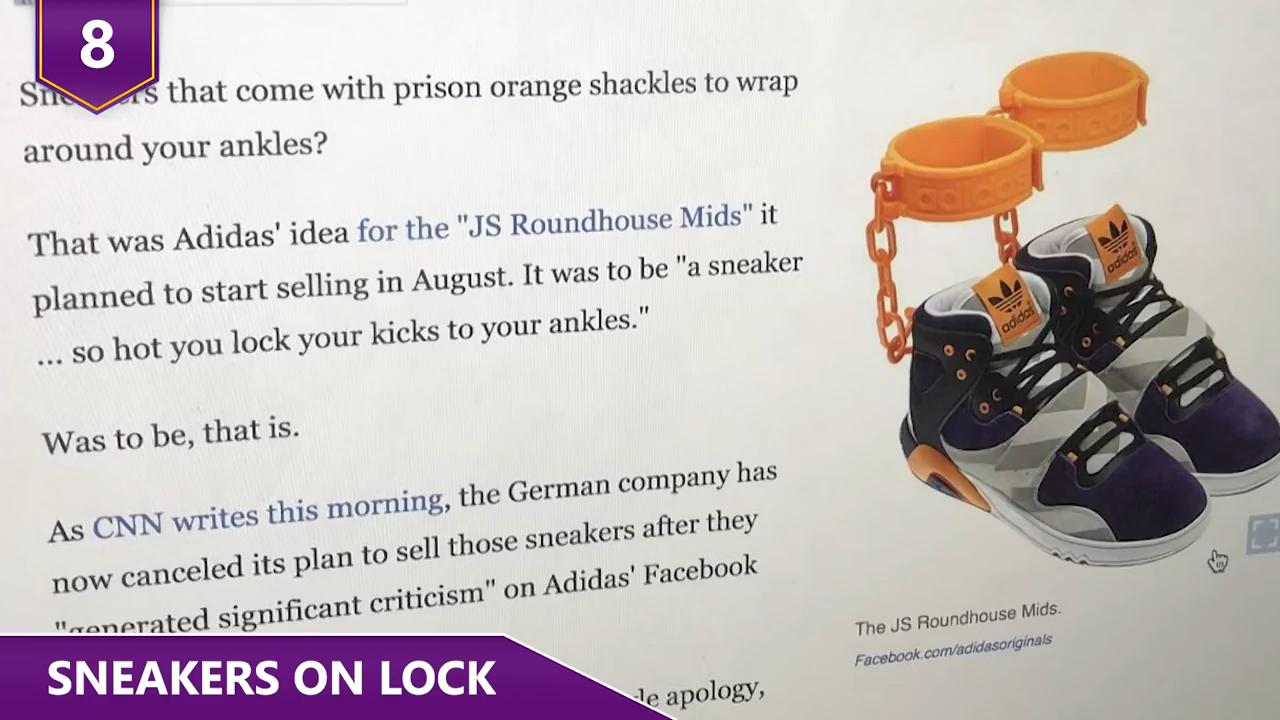 8
that come with prison orange shackles to wrap
around your ankles?
That was Adidas' idea for the "JS Roundhouse Mids" it
planned to start selling in August. It was to be "a sneaker
... so hot you lock your kicks to your ankles."
Was to be, that is.
As CNN writes this morning, the German company has
now canceled its plan to sell those sneakers after they
"generated significant criticism" on Adidas' Facebook
apology,
SNEAKERS ON LOCK
adidas
adidas
adidas
adidas
The JS Roundhouse Mids.
Facebook.com/adidasoriginals